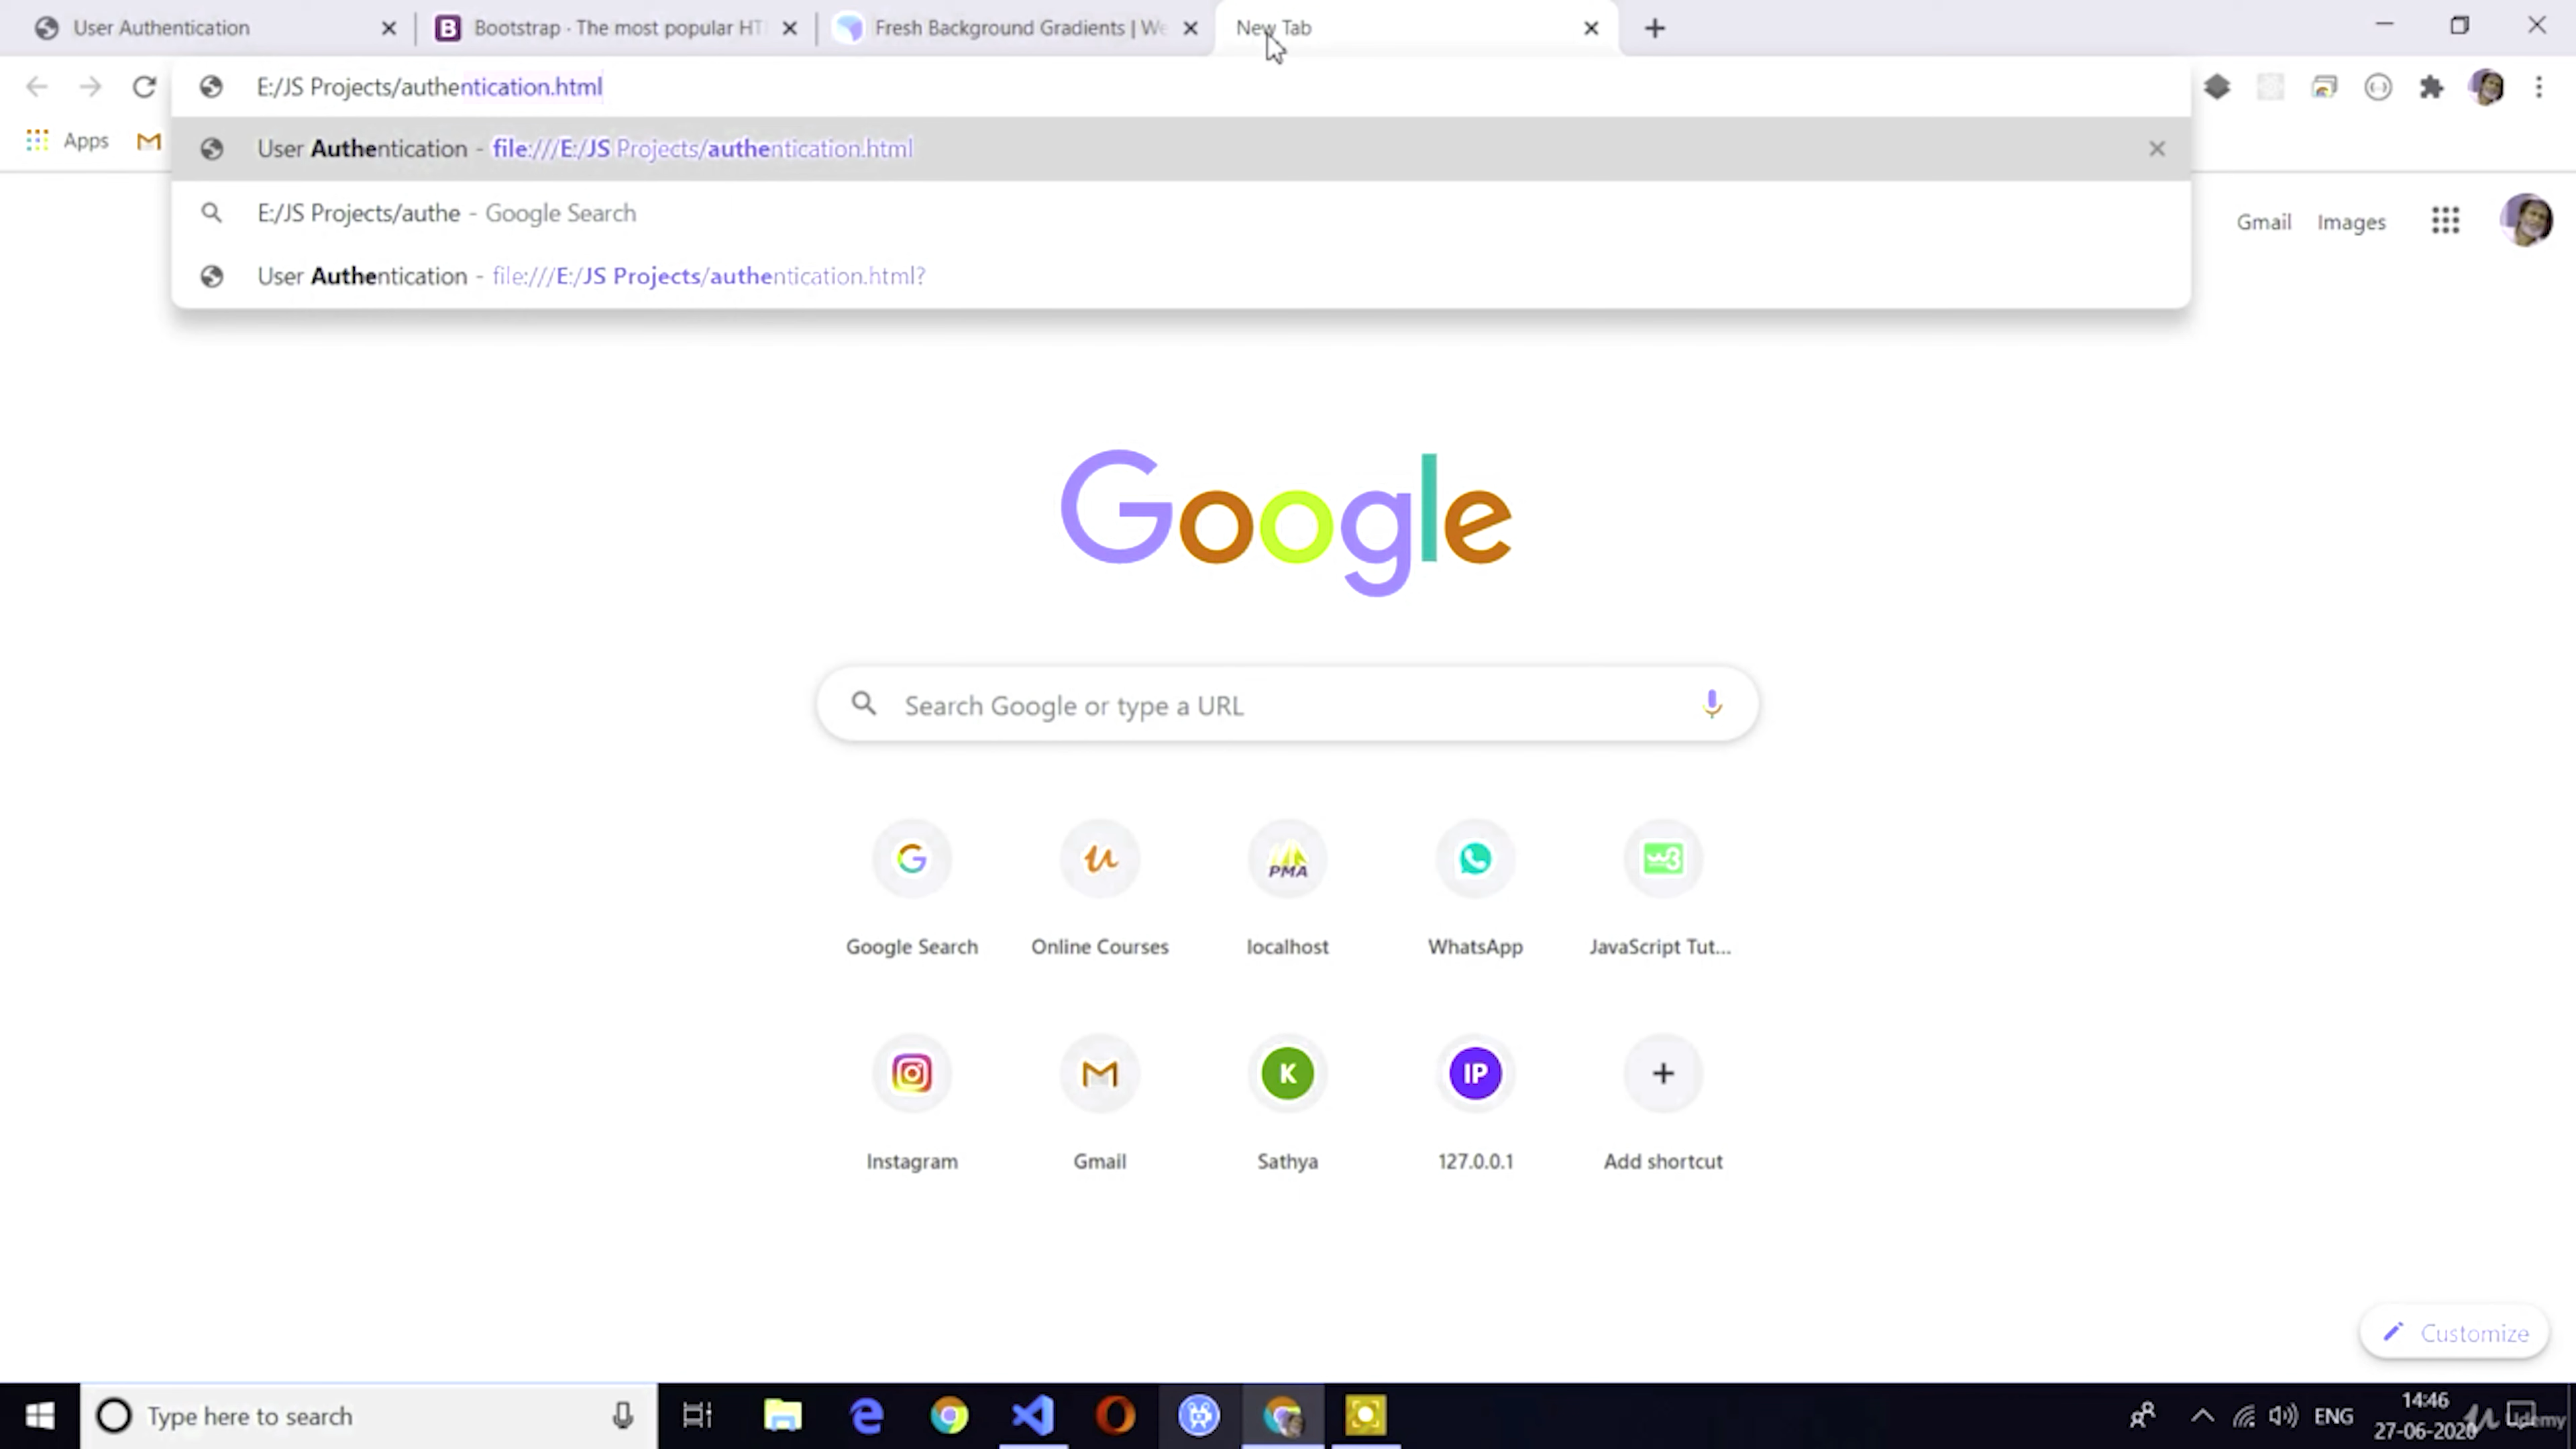 User Authentication
Bootstrap · The most popular HT
Fresh Background Gradients | We
New Tab
E:/JS Projects/authentication.html
Apps
User Authentication - file:///E:/JS Projects/authentication.html
E:/JS Projects/authe - Google Search
User Authentication - file:///E:/JS Projects/authentication.html?
Gmail Images
Google
Search Google or type a URL
PMA
w3
Google Search
Online Courses
localhost
WhatsApp
JavaScript Tut...
K
IP
Instagram
Gmail
Sathya
127.0.0.1
Add shortcut
Customize
Type here to search
ENG
14:46
27-06-2020
Udemy